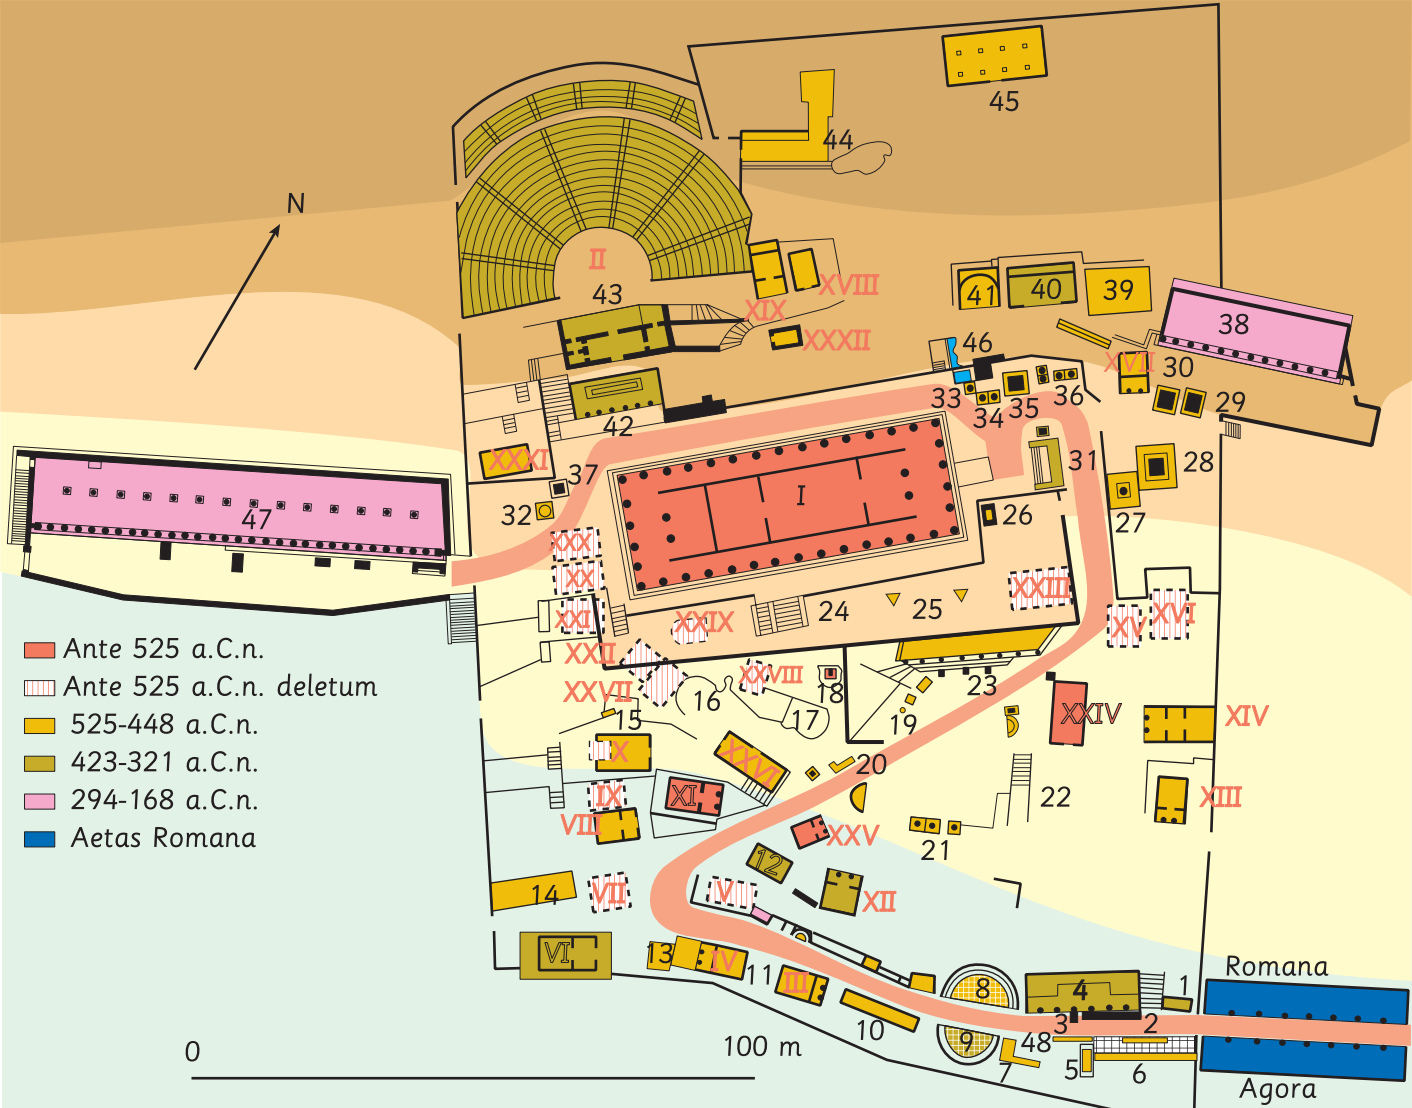 45
44
N
II
XVIII
43
XIX
XXXII
41
40
39
38
46
XVII
30
33
34
35
36
29
42
XXXI
37
31
28
32
I
26
27
47
XXX
XX
XXIII
XXI
24
25
XV
XVI
XXIX
XXII
XXVII
XXVIII
18
23
16
17
15
19
XXIV
XIV
X
XXVI
20
IX
XI
22
XIII
VIII
XXV
21
12
14
VII
V
XII
VI
13
IV
11
III
8
4
1
10
9
3
2
48
7
5
6
Romana
Agora
Ante 525 a.C.n.
Ante 525 a.C.n. deletum
525-448 a.C.n.
423-321 a.C.n.
294-168 a.C.n.
Aetas Romana
0
100 m